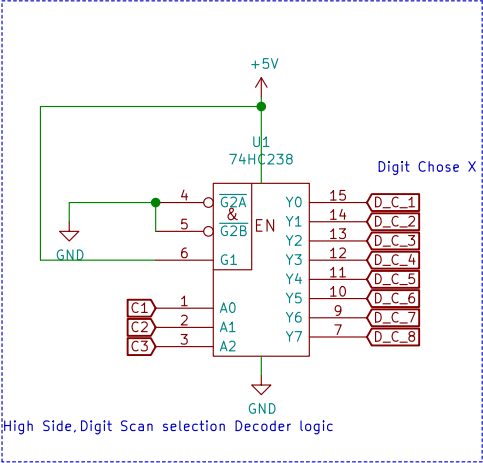 +5V
U1
74HC238
Digit Chose X
4 G2A Y0 15 D_C_1
& EN
Y1 14 D_C_2
5 G2B Y2 13 D_C_3
6 G1 Y3 12 D_C_4
GND
Y4 11 D_C_5
Y5 10 D_C_6
C1 1 A0 Y6 9 D_C_7
C2 2 A1 Y7 7 D_C_8
C3 3 A2
GND
High Side,Digit Scan selection Decoder logic